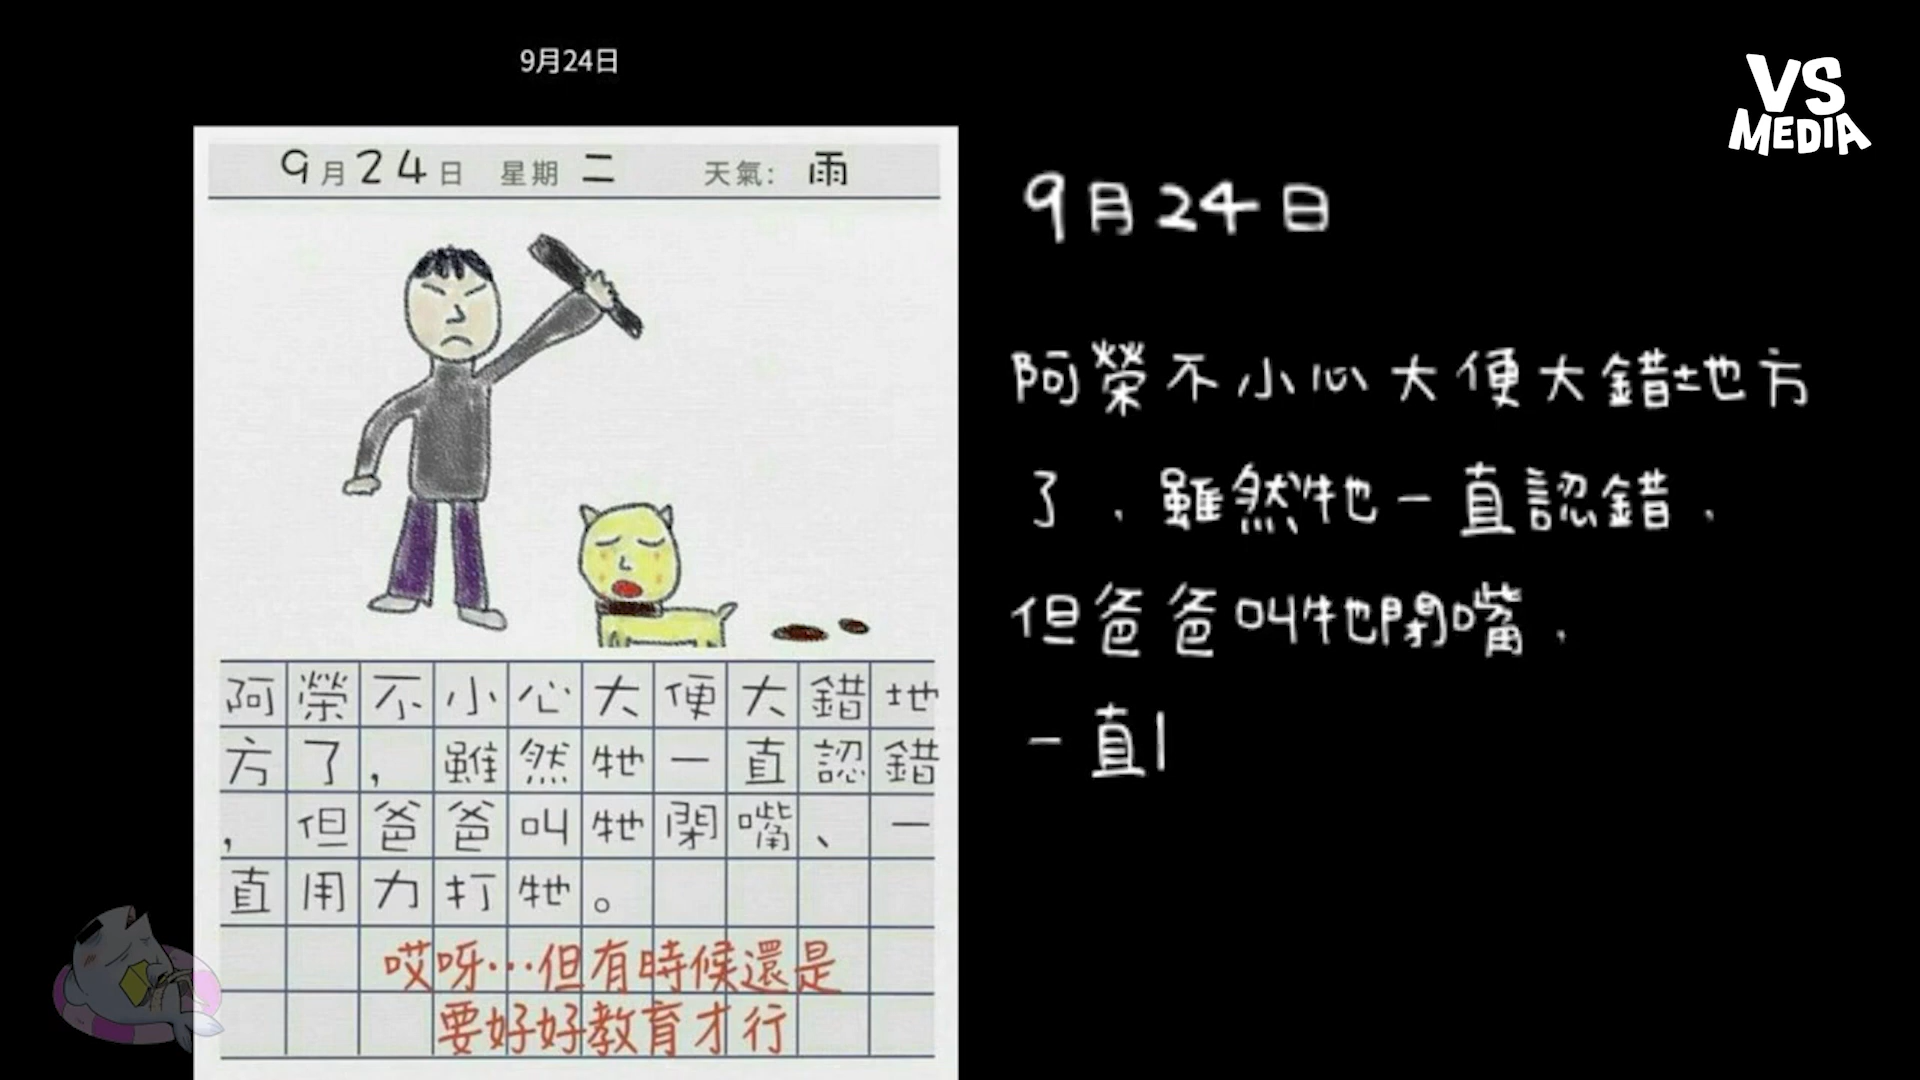 9月24日
VS
MEDIA
9月24日 星期 二 天氣: 雨
阿榮不小心大便大錯地
方了,雖然牠一直認錯
,但爸爸叫牠閉嘴、一
直用力打牠。
哎呀…但有時候還是
要好好教育才行
9月24日
阿榮不小心大便大錯地方
了,雖然牠一直認錯,
但爸爸叫牠閉嘴,
一直